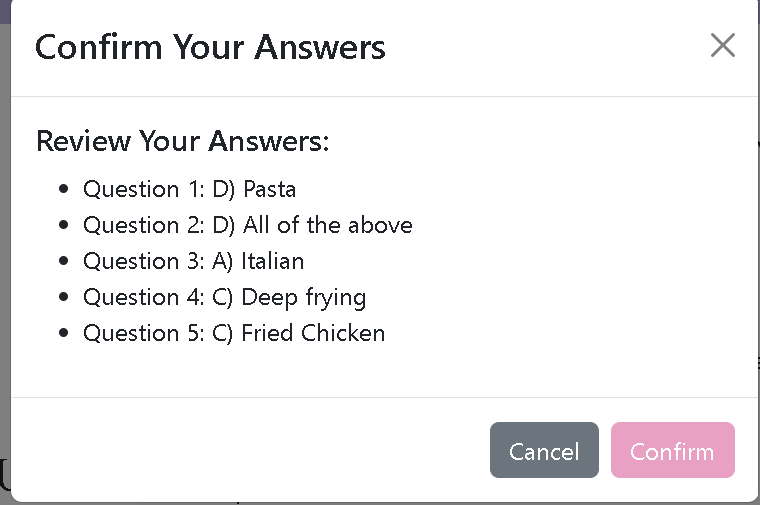 Confirm Your Answers
Review Your Answers:
Question 1: D) Pasta
Question 2: D) All of the above
Question 3: A) Italian
Question 4: C) Deep frying
Question 5: C) Fried Chicken
Cancel
Confirm